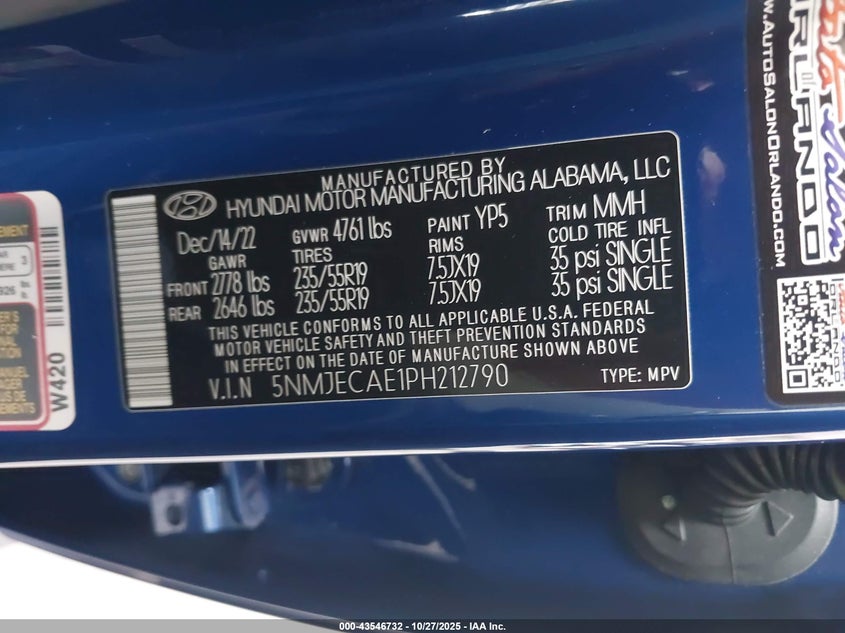 MANUFACTURED BY
HYUNDAI MOTOR MANUFACTURING ALABAMA, LLC
Dec/14/22 GVWR 4761 lbs PAINT YP5 TRIM MMH
GAWR TIRES RIMS COLD TIRE INFL
FRONT 2778 lbs 235/55R19 7.5JX19 35 psi SINGLE
REAR 2646 lbs 235/55R19 7.5JX19 35 psi SINGLE
THIS VEHICLE CONFORMS TO ALL APPLICABLE U.S.A. FEDERAL
MOTOR VEHICLE SAFETY AND THEFT PREVENTION STANDARDS
IN EFFECT ON THE DATE OF MANUFACTURE SHOWN ABOVE
V.I.N 5NMJECAE1PH212790 TYPE: MPV
W420
Salon
ORLANDO
WWW.AUTOSALONORLANDO.COM
000-43546732 - 10/27/2025 - IAA Inc.